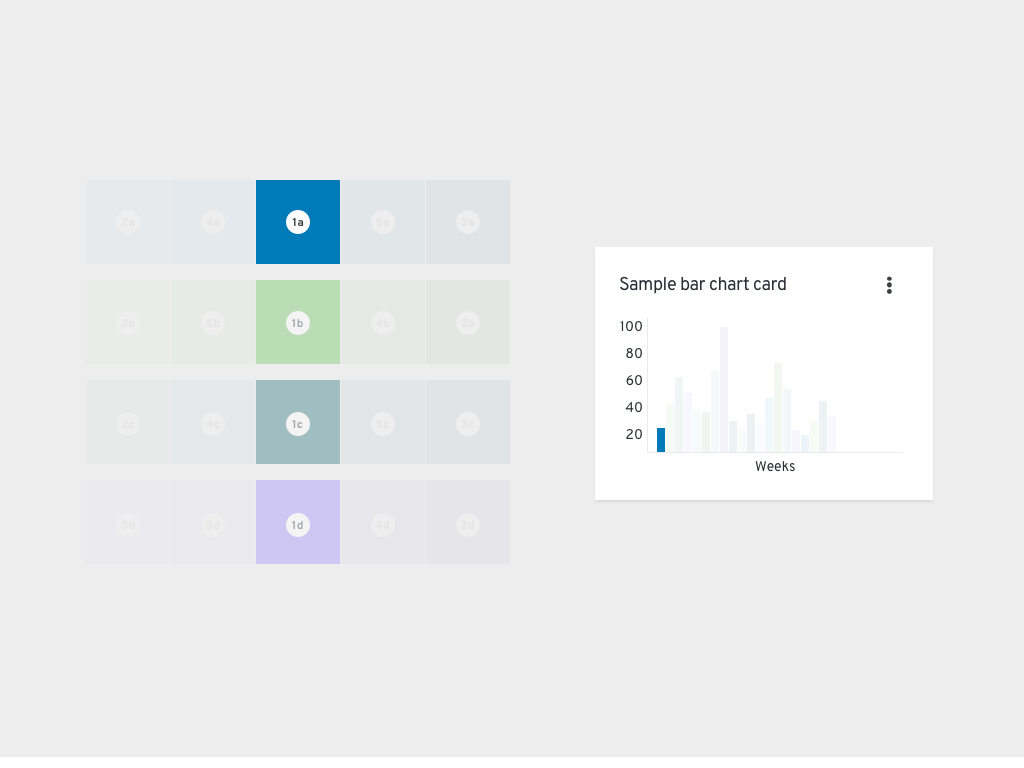 2a 4a 1a 5a 3a
3b 5b 1b 4b 2b
2c 4c 1c 5c 3c
3d 5d 1d 4d 2d
Sample bar chart card
100
80
60
40
20
Weeks